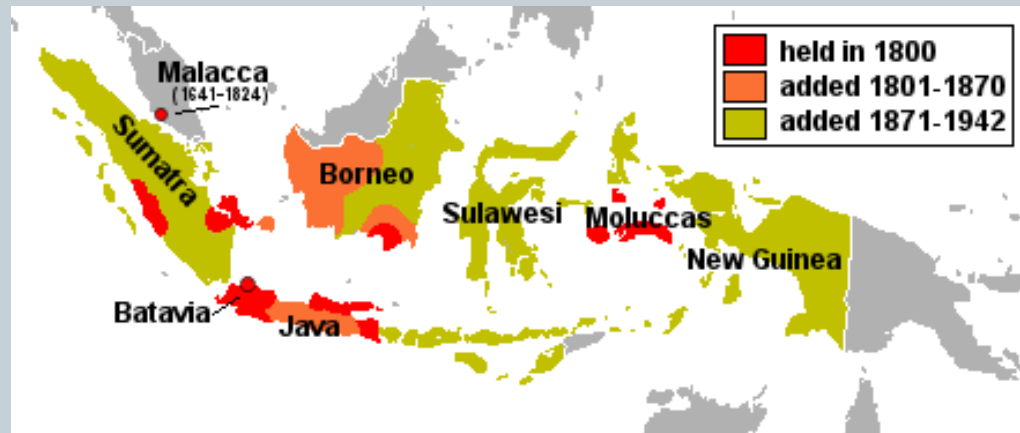 held in 1800
added 1801-1870
added 1871-1942
Malacca
(1641-1824)
Sumatra
Borneo
Sulawesi
Moluccas
New Guinea
Batavia
Java